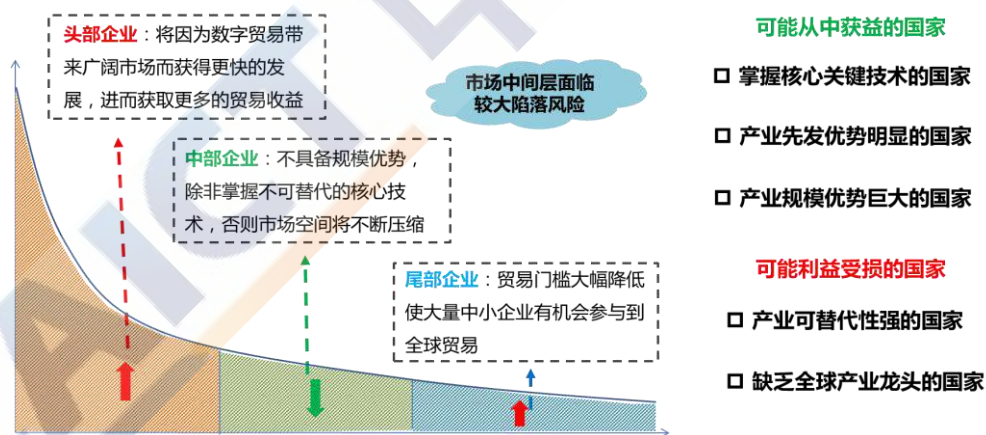 头部企业：将因为数字贸易带
来广阔市场而获得更快的发
展，进而获取更多的贸易收益
市场中间层面临
较大陷落风险
中部企业：不具备规模优势，
除非掌握不可替代的核心技
术，否则市场空间将不断压缩
尾部企业：贸易门槛大幅降低
使大量中小企业有机会参与到
全球贸易
可能从中获益的国家
掌握核心关键技术的国家
产业先发优势明显的国家
产业规模优势巨大的国家
可能利益受损的国家
产业可替代性强的国家
缺乏全球产业龙头的国家